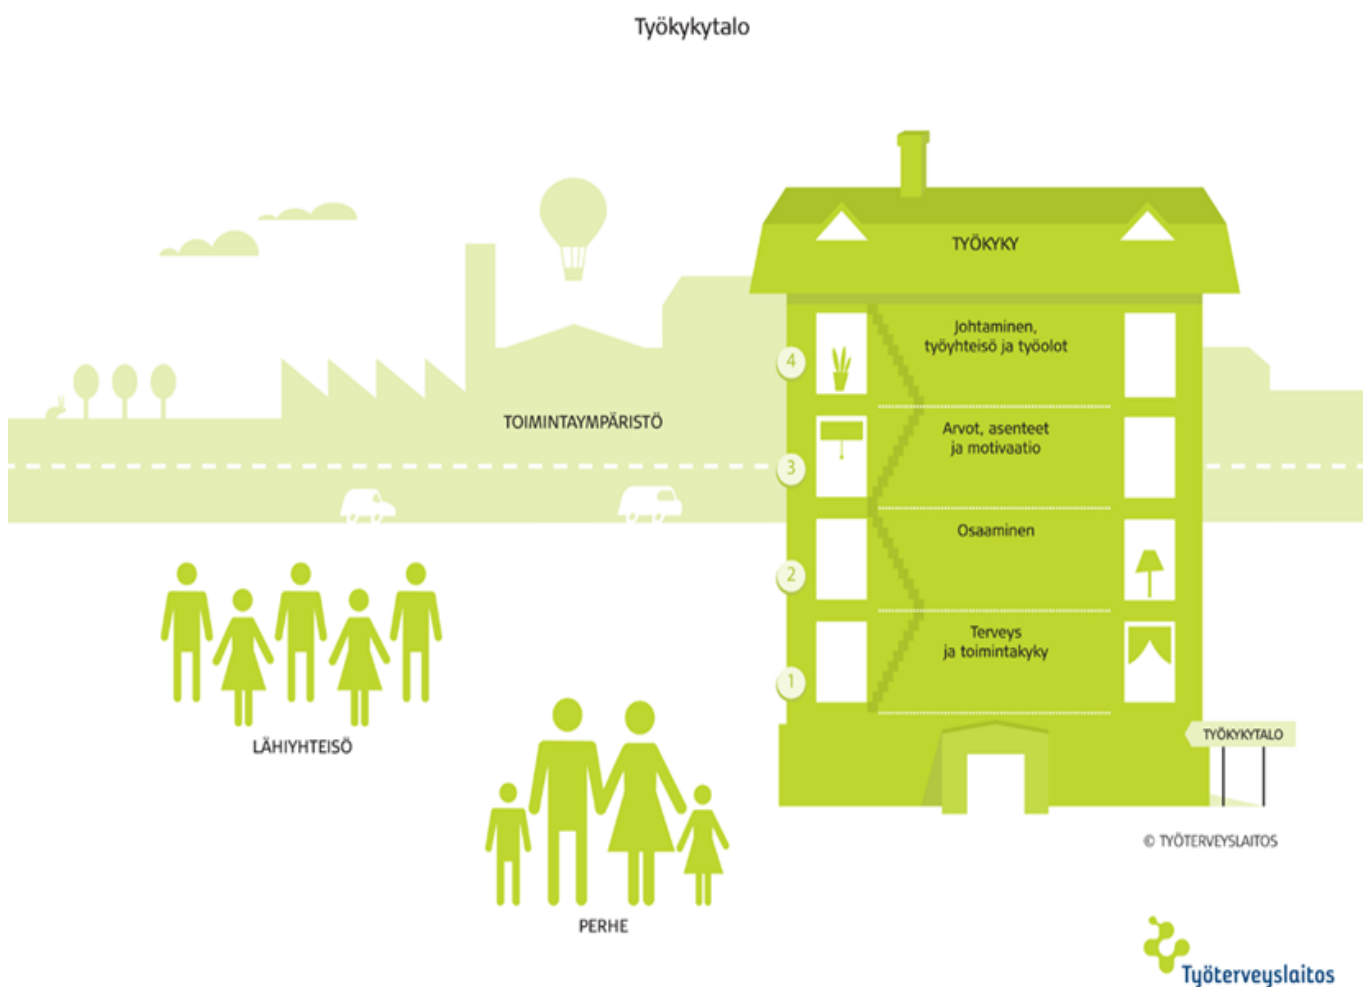 Työkykytalo
TYÖKYKY
Johtaminen,
työyhteisö ja työolot
4
Arvot, asenteet
ja motivaatio
3
Osaaminen
2
Terveys
ja toimintakyky
1
TOIMINTAYMPÄRISTÖ
LÄHIYHTEISÖ
PERHE
TYÖKYKYTALO
© TYÖTERVEYSLAITOS
Työterveyslaitos